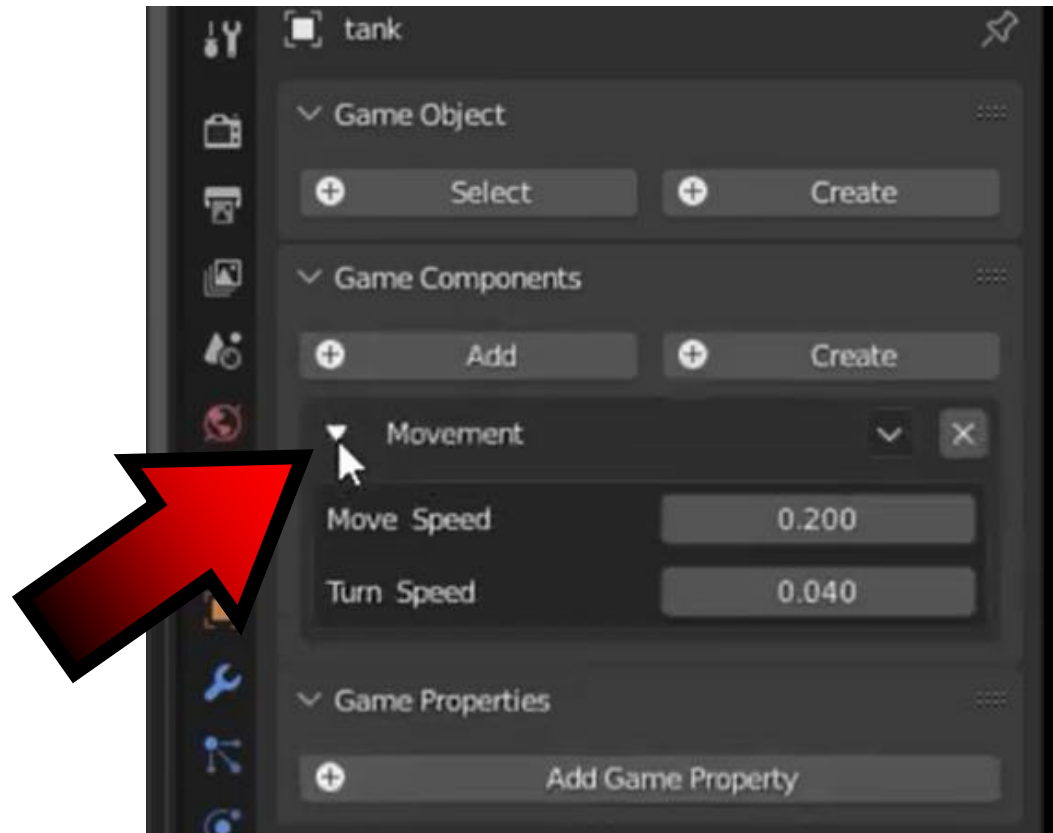 tank
Game Object
Select Create
Game Components
Add Create
Movement
Move Speed 0.200
Turn Speed 0.040
Game Properties
Add Game Property